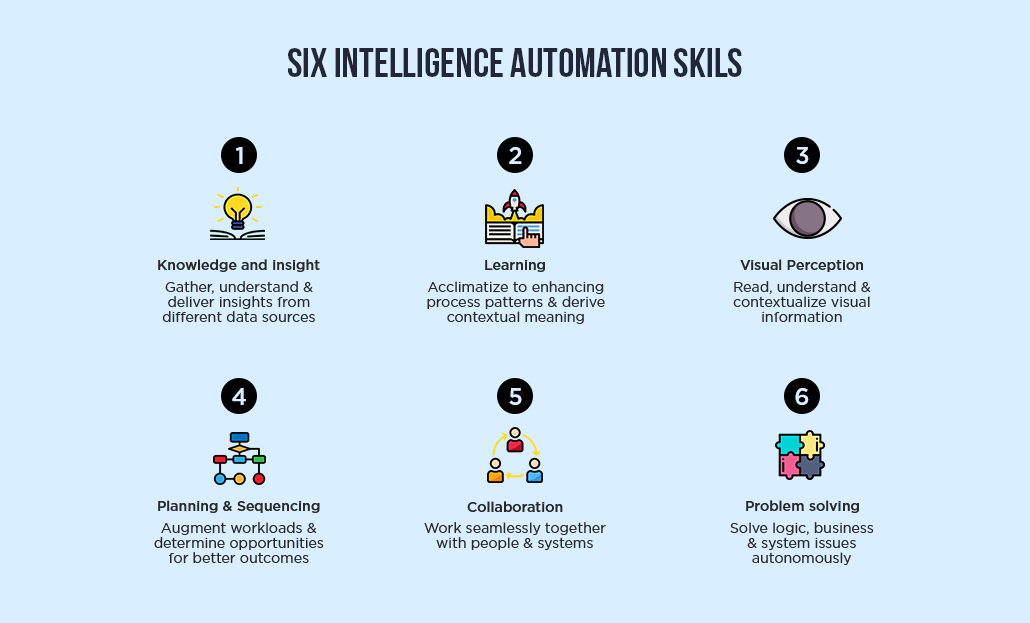 SIX INTELLIGENCE AUTOMATION SKILS
1
Knowledge and insight
Gather, understand &
deliver insights from
different data sources
2
Learning
Acclimatize to enhancing
process patterns & derive
contextual meaning
3
Visual Perception
Read, understand &
contextualize visual
information
4
Planning & Sequencing
Augment workloads &
determine opportunities
for better outcomes
5
Collaboration
Work seamlessly together
with people & systems
6
Problem solving
Solve logic, business
& system issues
autonomously